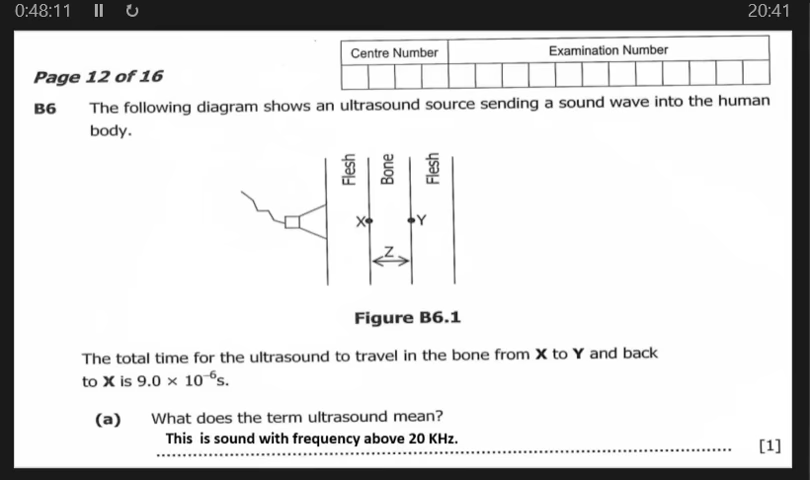 0:48:11
20:41
Centre Number Examination Number
Page 12 of 16
B6 The following diagram shows an ultrasound source sending a sound wave into the human
body.
Flesh Bone Flesh
X Y
Z
Figure B6.1
The total time for the ultrasound to travel in the bone from X to Y and back
to X is 9.0 × 10⁻⁶s.
(a) What does the term ultrasound mean?
This is sound with frequency above 20 KHz.
[1]